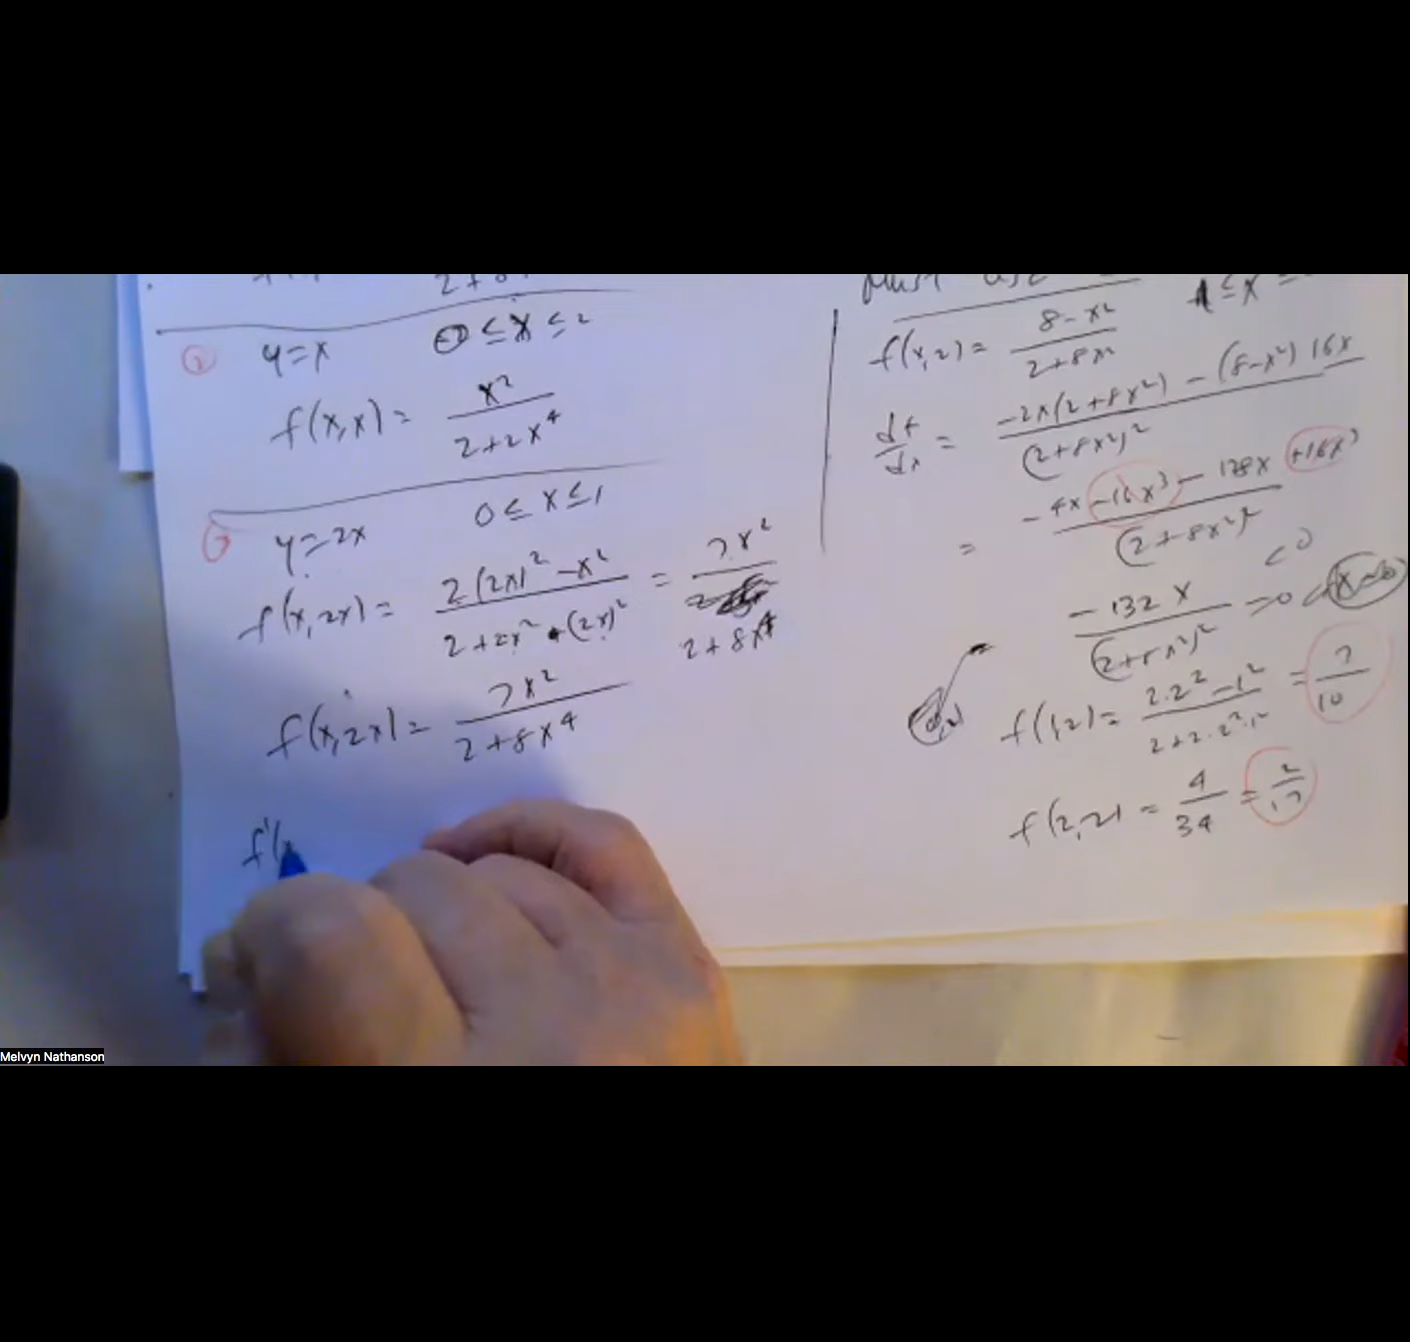 ② y=x 0 ≤ x ≤ 2
f(x,x) = x²/(2+2x⁴)
y=2x 0 ≤ x ≤ 1
f(x,2x) = (2(2x)²-x²)/(2+2x²·(2x)²) = 7x²/(2+8x⁴)
f(x,2x) = 7x²/(2+8x⁴)
f'(
Must
1 ≤ x ≤
f(x,2) = (8-x²)/(2+8x²)
df/dx = (-2x(2+8x²) - (8-x²) 16x)/(2+8x²)²
= (-4x -16x³ - 128x +16x³)/(2+8x²)²
< 0
-132x/(2+8x²)²
f(1,2) = (2·2²-1²)/(2+2·2²·1²) = 7/10
f(2,2) = 4/34 = 2/17
Melvyn Nathanson